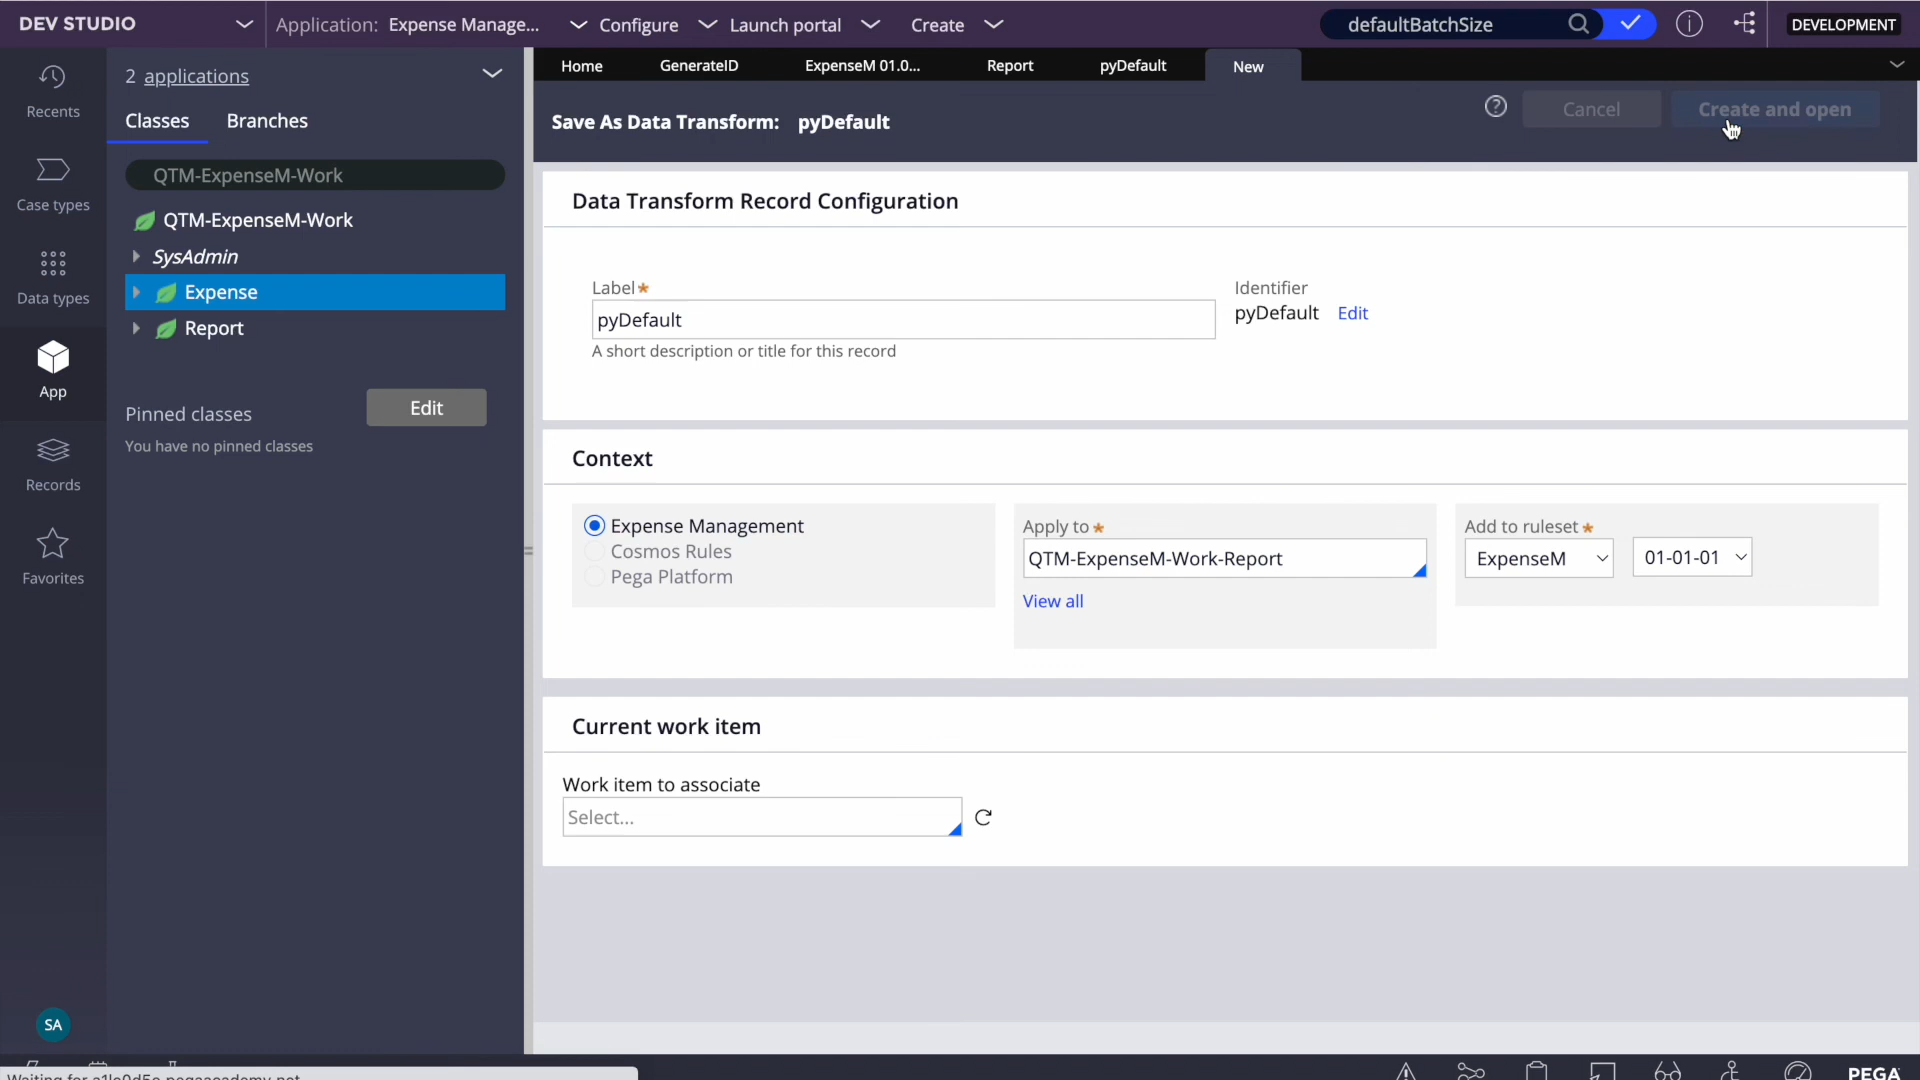 DEV STUDIO
Application: Expense Manage...
Configure
Launch portal
Create
defaultBatchSize
DEVELOPMENT
Recents
Case types
Data types
App
Records
Favorites
SA
2 applications
Classes
Branches
QTM-ExpenseM-Work
QTM-ExpenseM-Work
SysAdmin
Expense
Report
Pinned classes
Edit
You have no pinned classes
Home
GenerateID
ExpenseM 01.0...
Report
pyDefault
New
Save As Data Transform: pyDefault
Cancel
Create and open
Data Transform Record Configuration
Label*
pyDefault
A short description or title for this record
Identifier
pyDefault Edit
Context
Expense Management
Cosmos Rules
Pega Platform
Apply to *
QTM-ExpenseM-Work-Report
View all
Add to ruleset *
ExpenseM
01-01-01
Current work item
Work item to associate
Select...
PEGA